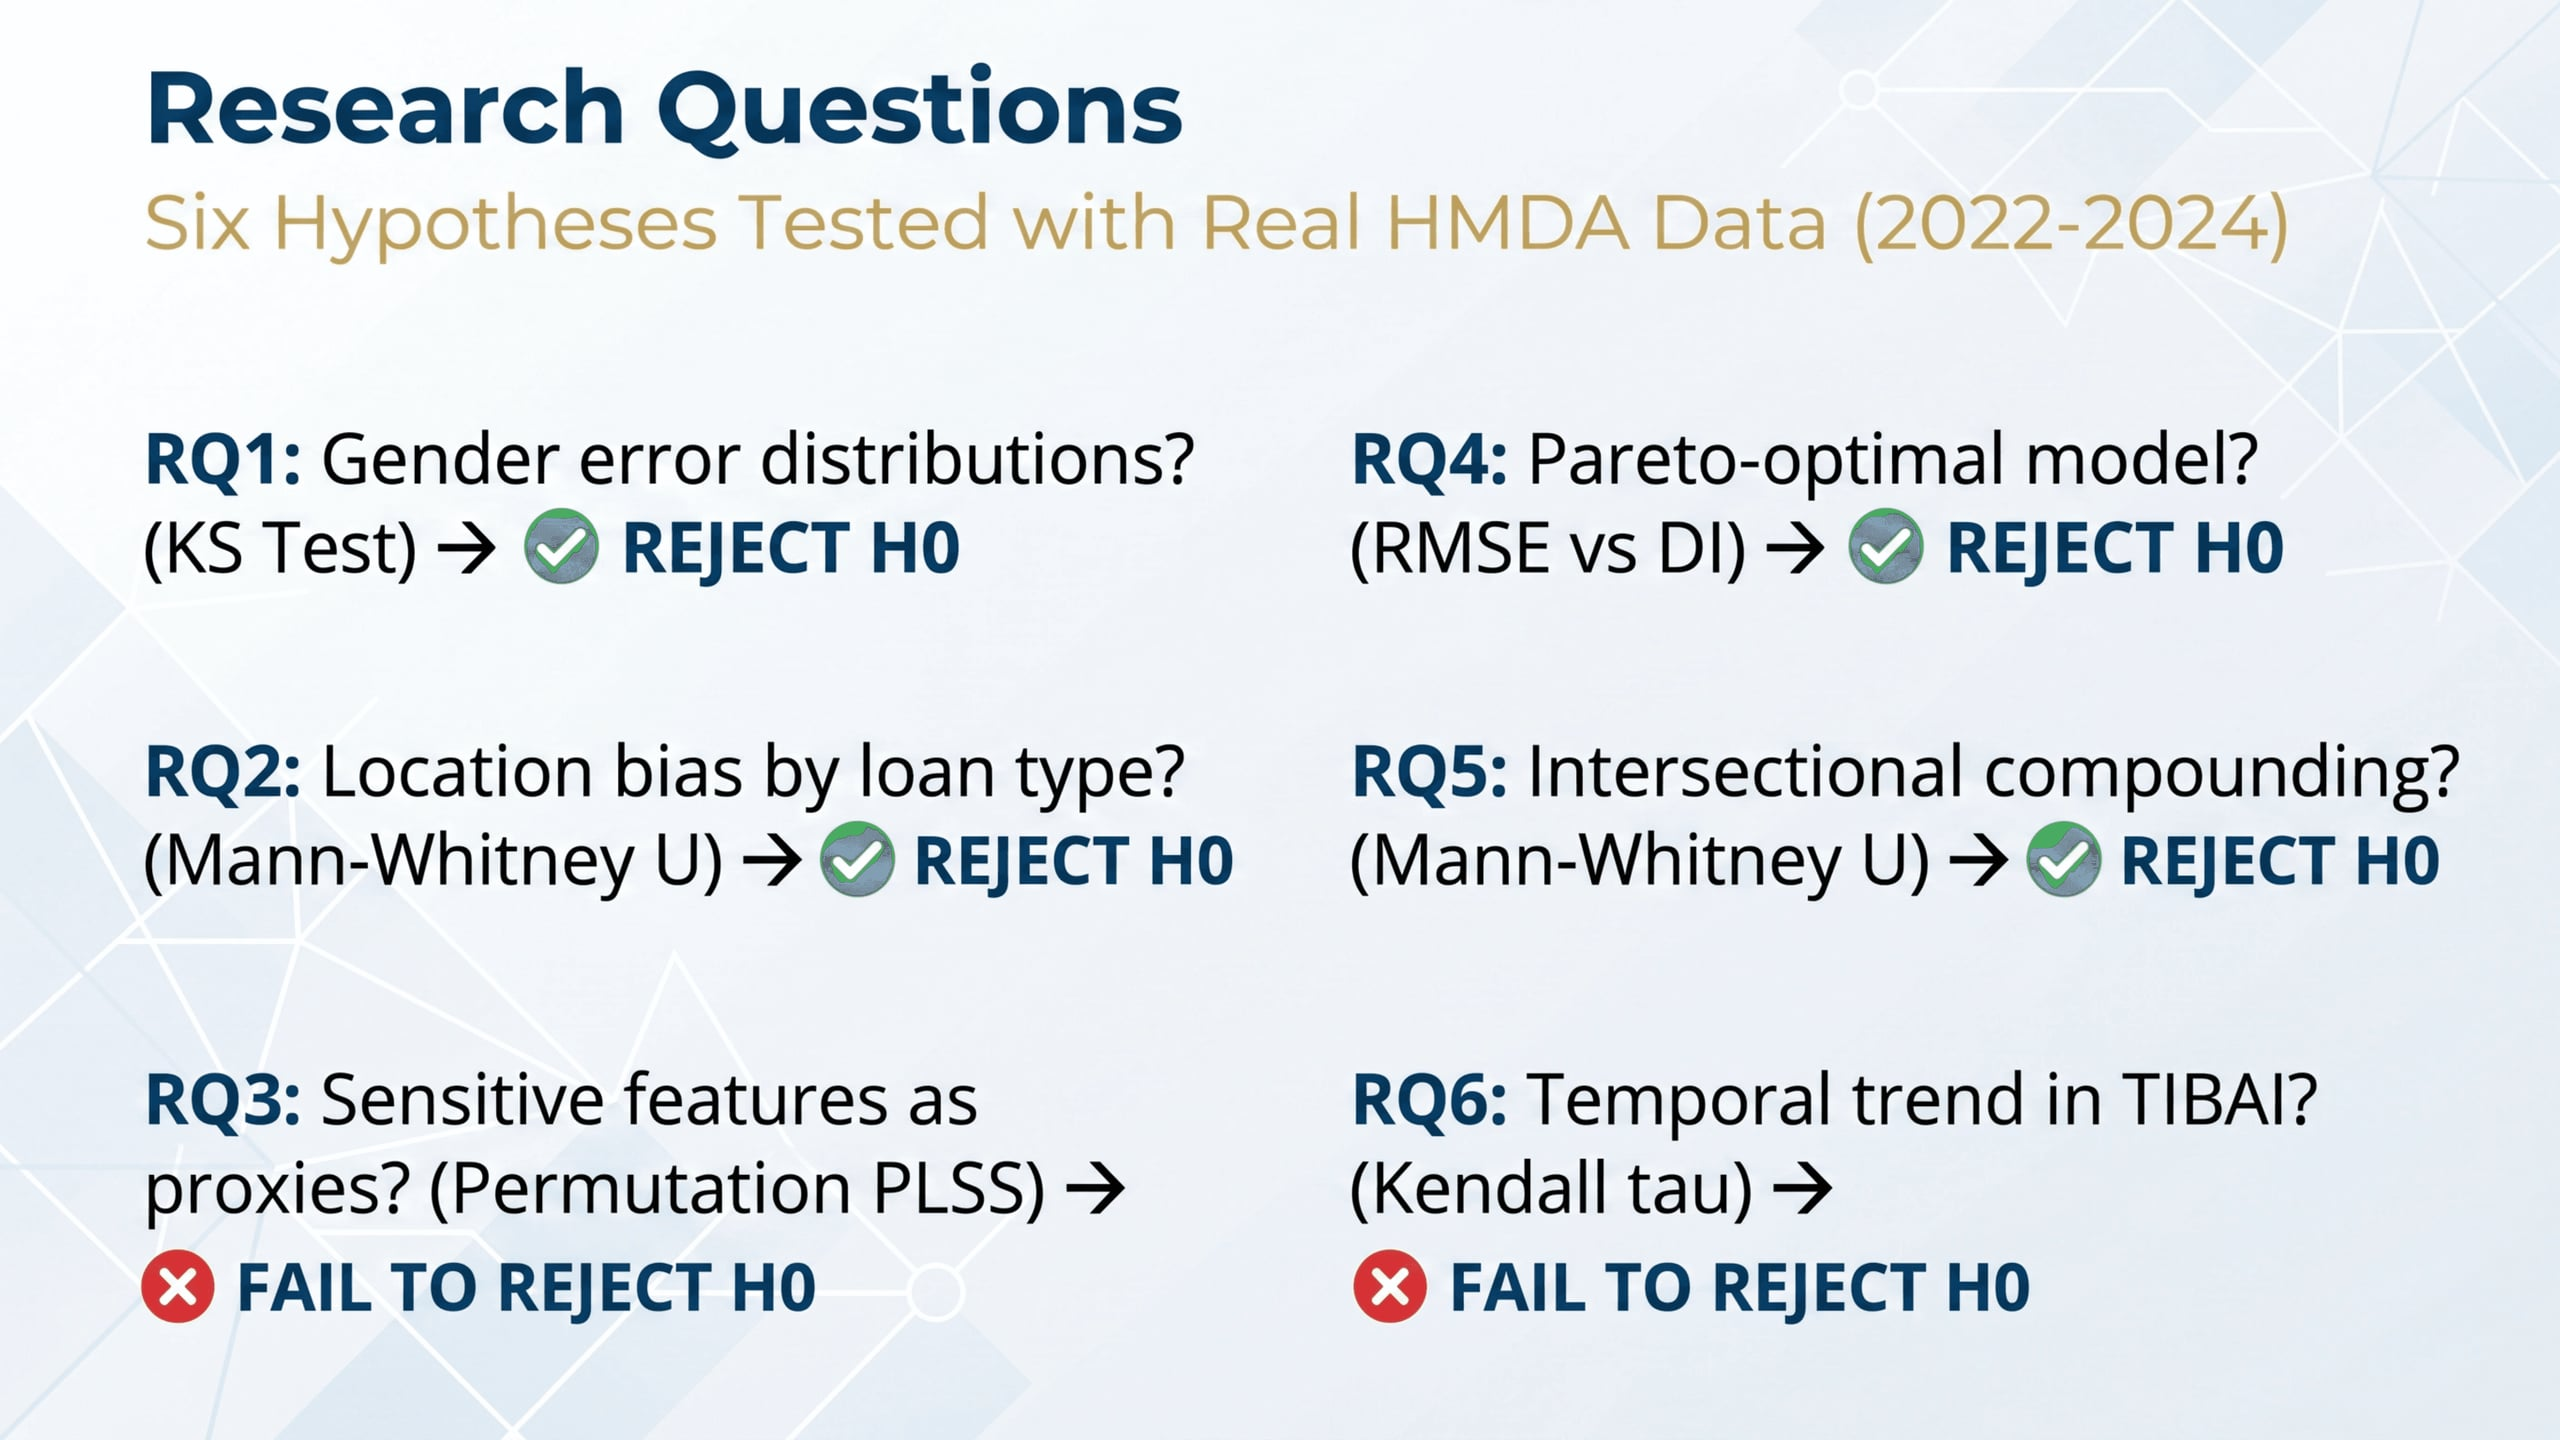 Research Questions
Six Hypotheses Tested with Real HMDA Data (2022-2024)
RQ1: Gender error distributions?
(KS Test) → ✅ REJECT H0
RQ2: Location bias by loan type?
(Mann-Whitney U) → ✅ REJECT H0
RQ3: Sensitive features as
proxies? (Permutation PLSS) →
❌ FAIL TO REJECT H0
RQ4: Pareto-optimal model?
(RMSE vs DI) → ✅ REJECT H0
RQ5: Intersectional compounding?
(Mann-Whitney U) → ✅ REJECT H0
RQ6: Temporal trend in TIBAI?
(Kendall tau) →
❌ FAIL TO REJECT H0